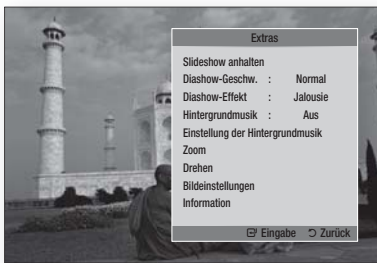 Extras
Slideshow anhalten
Diashow-Geschw. : Normal
Diashow-Effekt : Jalousie
Hintergrundmusik : Aus
Einstellung der Hintergrundmusik
Zoom
Drehen
Bildeinstellungen
Information
Eingabe Zurück